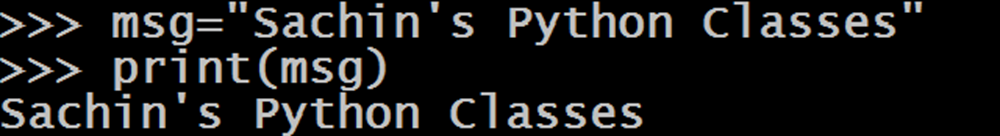 >>> msg="Sachin's Python Classes"
>>> print(msg)
Sachin's Python Classes